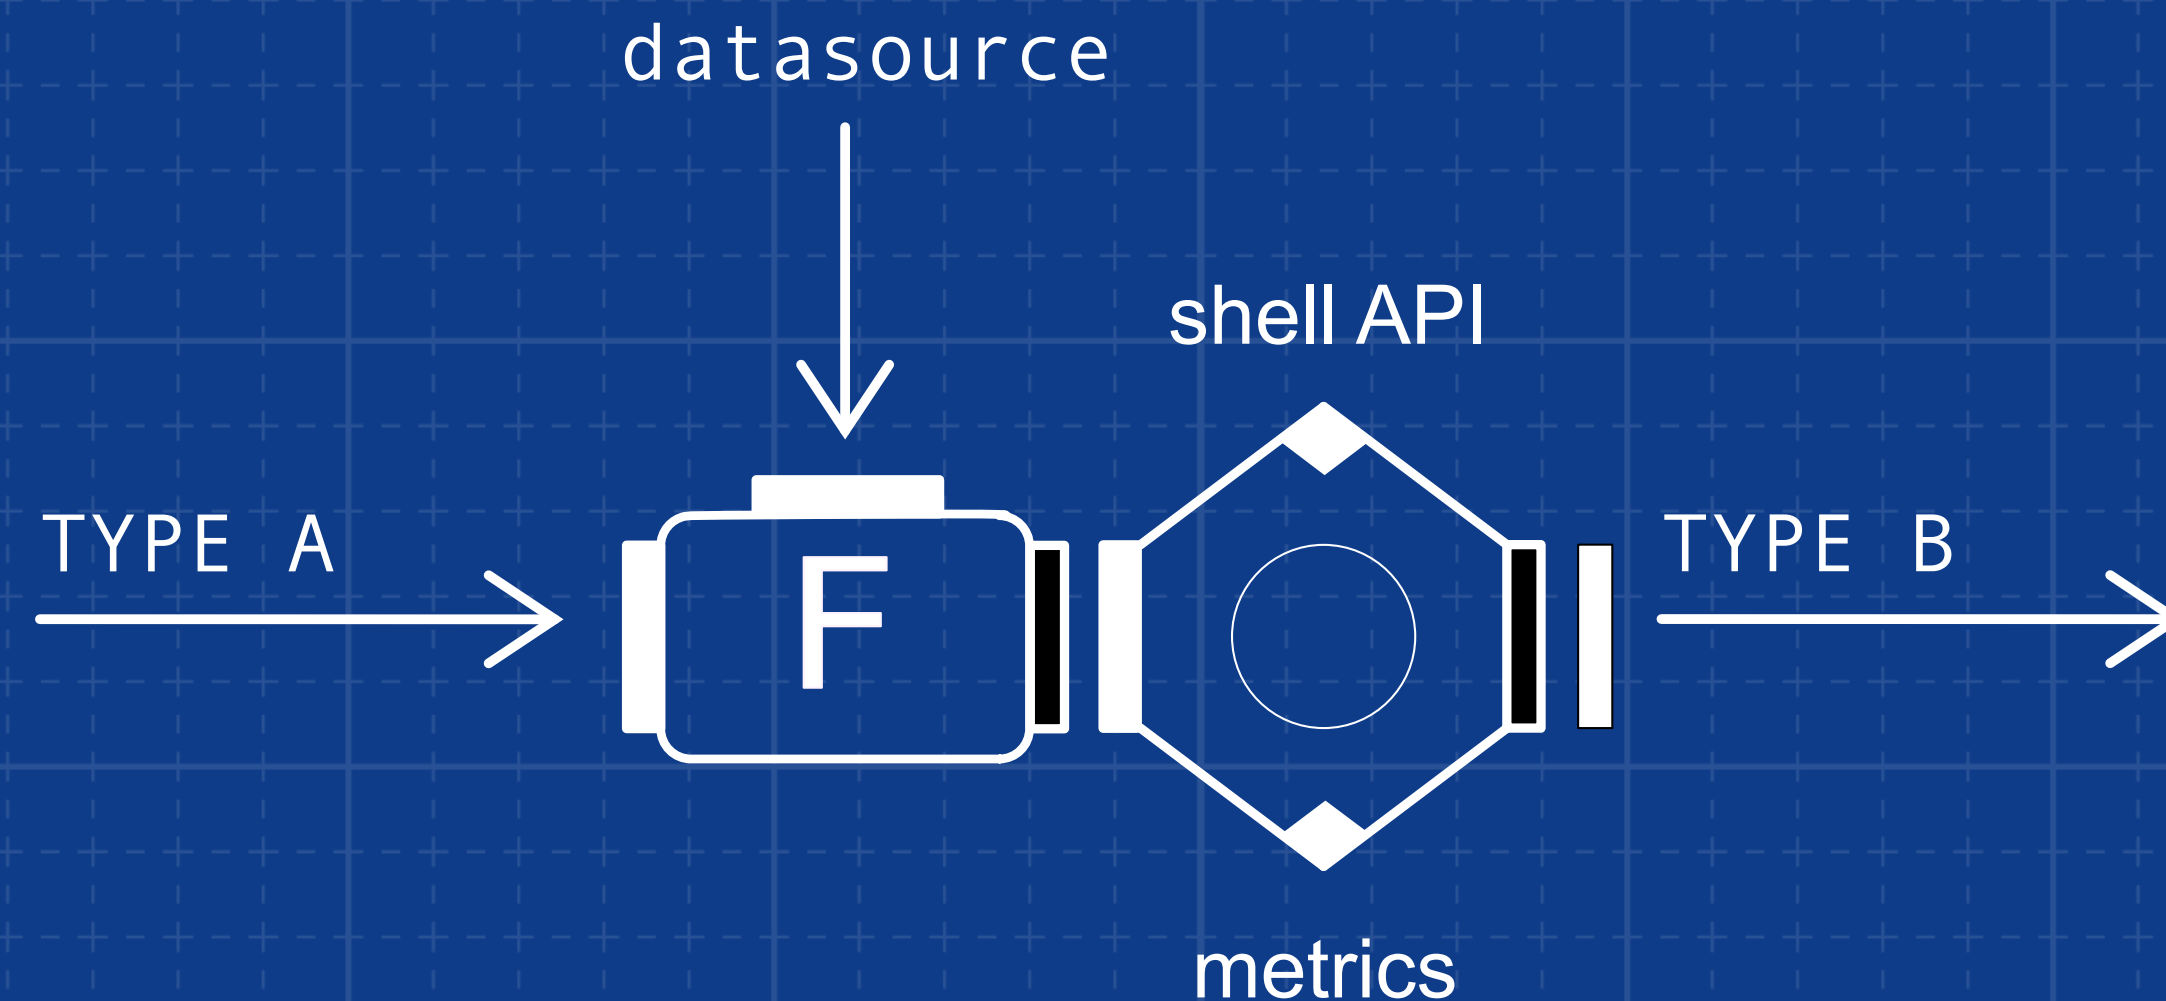 datasource
shell API
TYPE A
F
TYPE B
metrics